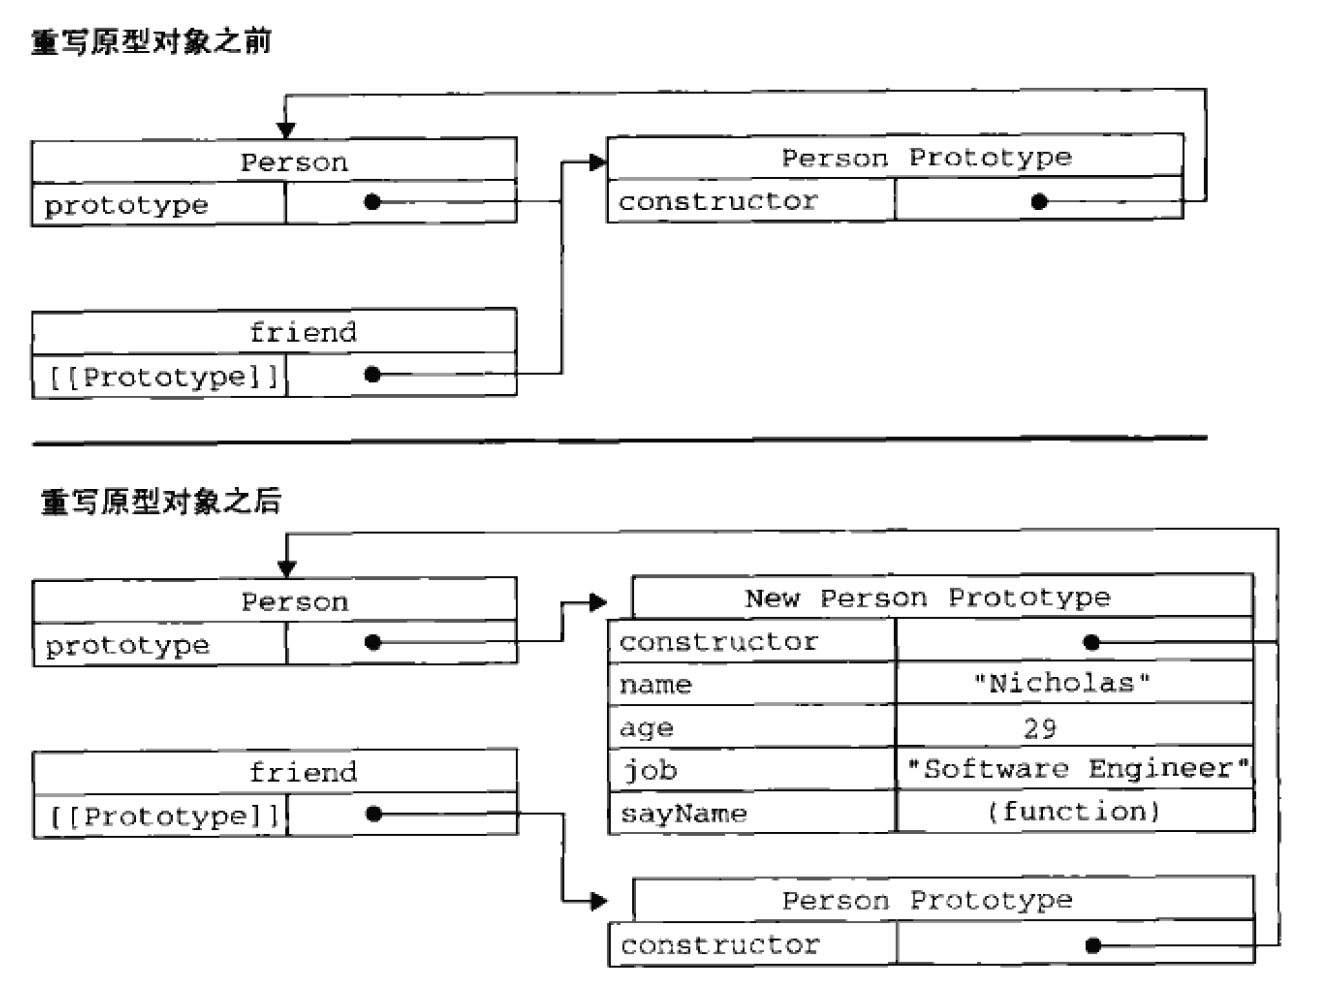 重写原型对象之前
Person
prototype
Person Prototype
constructor
friend
[[Prototype]]
重写原型对象之后
Person
prototype
New Person Prototype
constructor
name "Nicholas"
age 29
job "Software Engineer"
sayName (function)
friend
[[Prototype]]
Person Prototype
constructor